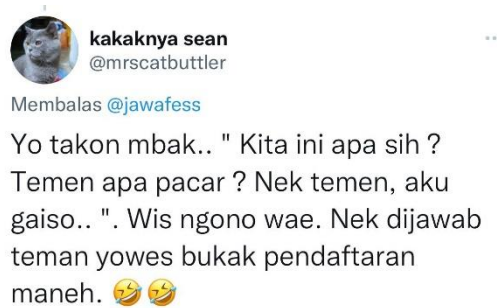 kakaknya sean
@mrscatbuttler
Membalas @jawafess
Yo takon mbak.. " Kita ini apa sih ?
Temen apa pacar ? Nek temen, aku
gaiso.. ". Wis ngono wae. Nek dijawab
teman yowes bukak pendaftaran
maneh. 🤣🤣